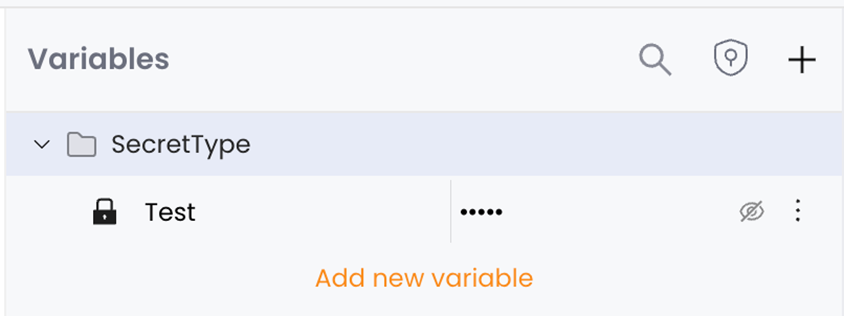 Variables
SecretType
Test •••••
Add new variable